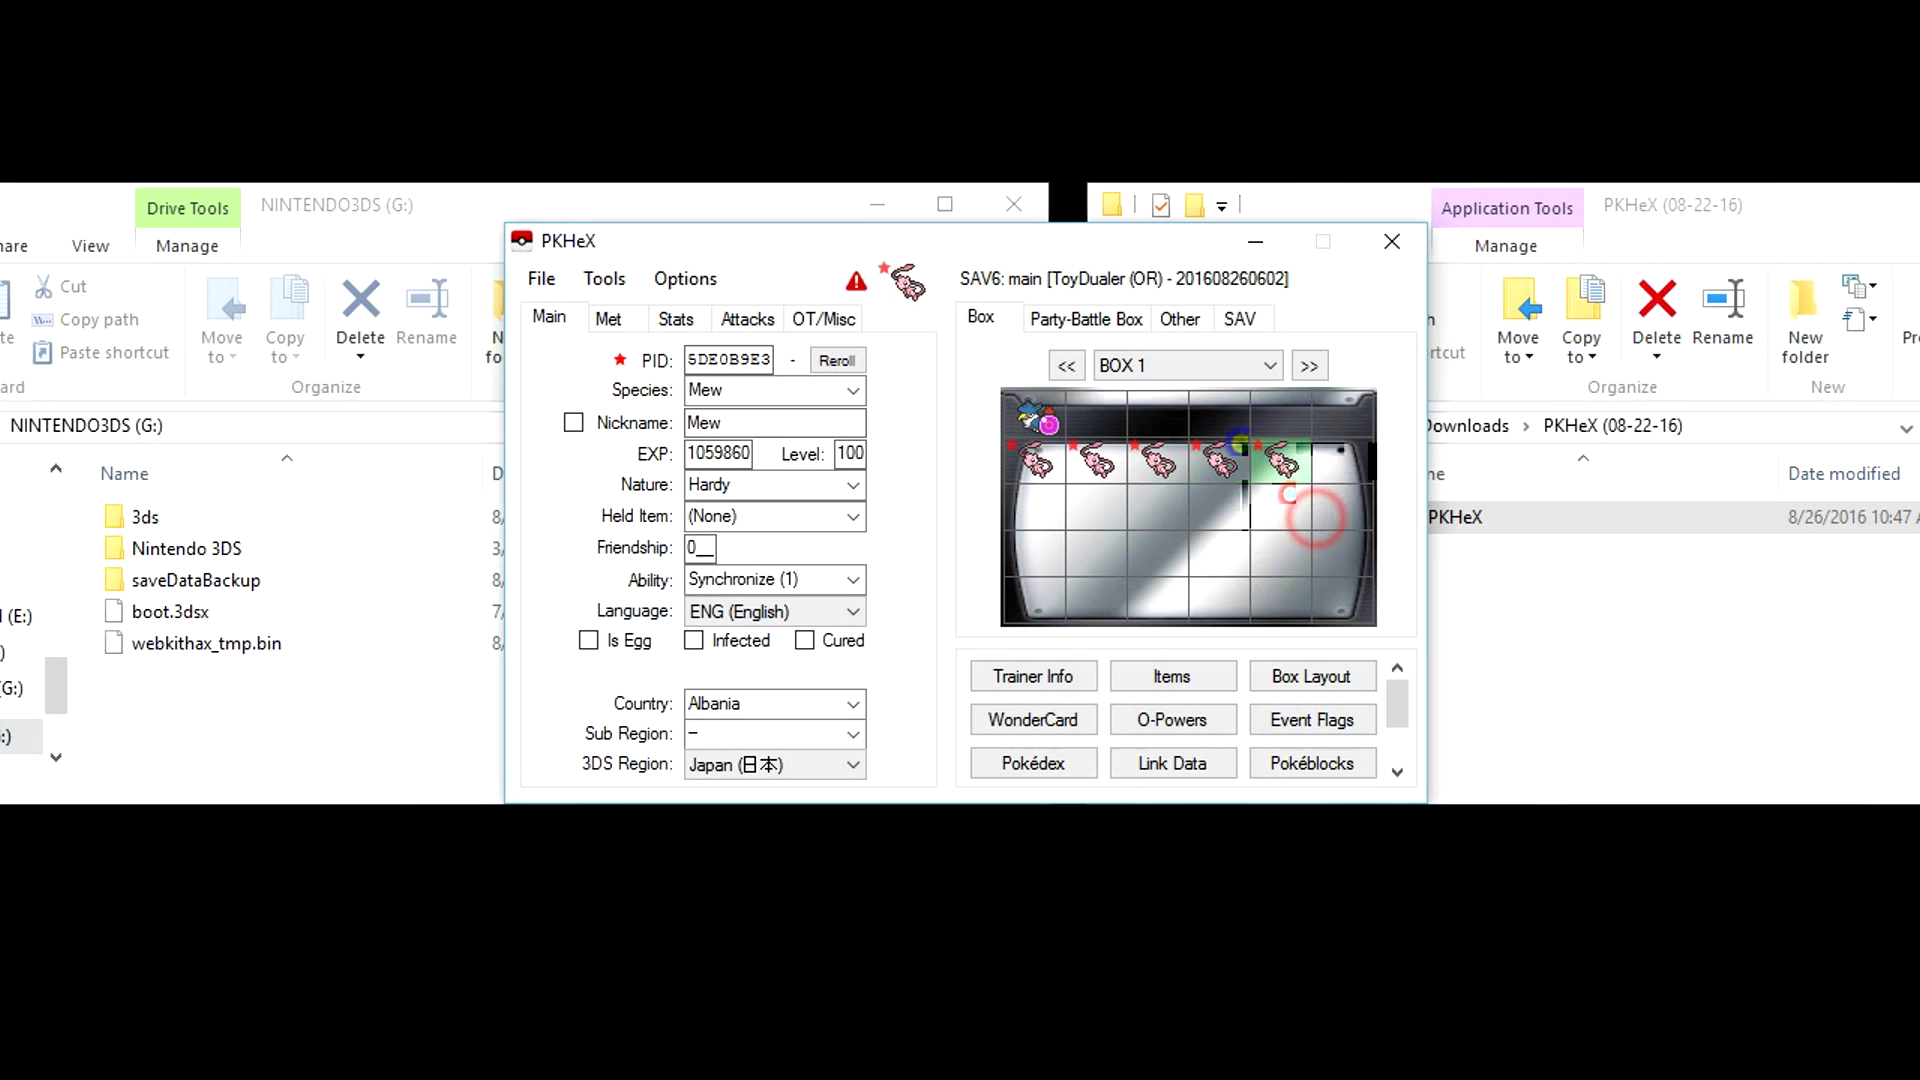 Drive Tools
NINTENDO3DS (G:)
View
Manage
Cut
Copy path
Paste shortcut
Move to
Copy to
Delete
Rename
Organize
NINTENDO3DS (G:)
Name
3ds
Nintendo 3DS
saveDataBackup
boot.3dsx
webkithax_tmp.bin
(E:)
(G:)
PKHeX
File
Tools
Options
SAV6: main [ToyDualer (OR) - 201608260602]
Main
Met
Stats
Attacks
OT/Misc
PID:
5DE0B9E3
-
Reroll
Species:
Mew
Nickname:
Mew
EXP:
1059860
Level:
100
Nature:
Hardy
Held Item:
(None)
Friendship:
0__
Ability:
Synchronize (1)
Language:
ENG (English)
Is Egg
Infected
Cured
Country:
Albania
Sub Region:
—
3DS Region:
Japan (日本)
Box
Party-Battle Box
Other
SAV
<<
BOX 1
>>
Trainer Info
Items
Box Layout
WonderCard
O-Powers
Event Flags
Pokédex
Link Data
Pokéblocks
Application Tools
PKHeX (08-22-16)
Manage
Move to
Copy to
Delete
Rename
New folder
Organize
New
Downloads
PKHeX (08-22-16)
Date modified
PKHeX
8/26/2016 10:47